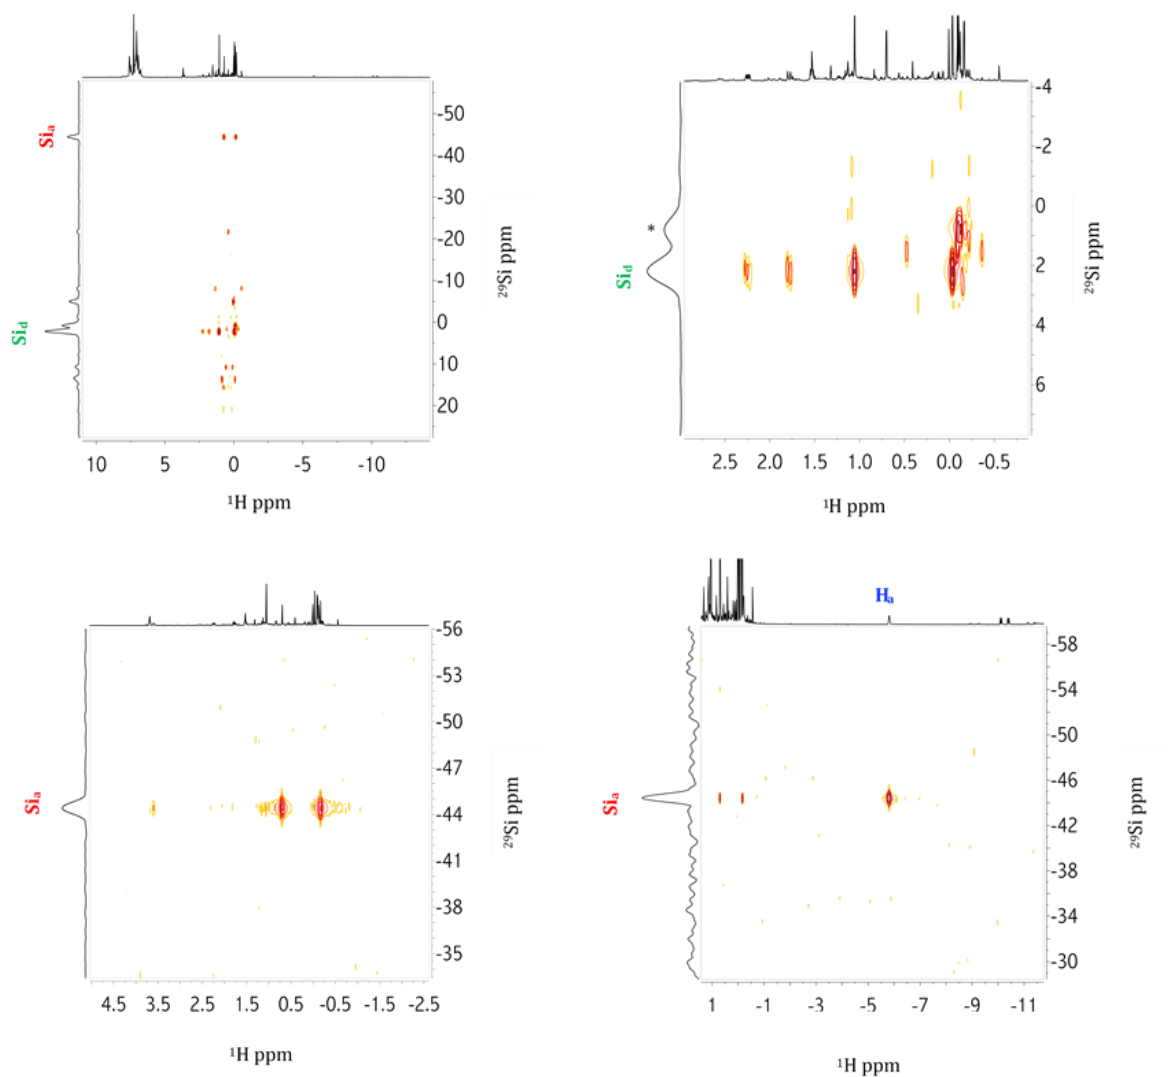 Siₐ
Si_d
-50
-40
-30
-20
-10
0
10
20
²⁹Si ppm
10 5 0 -5 -10
¹H ppm
*
Si_d
-4
-2
0
2
4
6
²⁹Si ppm
2.5 2.0 1.5 1.0 0.5 0.0 -0.5
¹H ppm
Siₐ
-56
-53
-50
-47
-44
-41
-38
-35
²⁹Si ppm
4.5 3.5 2.5 1.5 0.5 -0.5 -1.5 -2.5
¹H ppm
Hₐ
Siₐ
-58
-54
-50
-46
-42
-38
-34
-30
²⁹Si ppm
1 -1 -3 -5 -7 -9 -11
¹H ppm